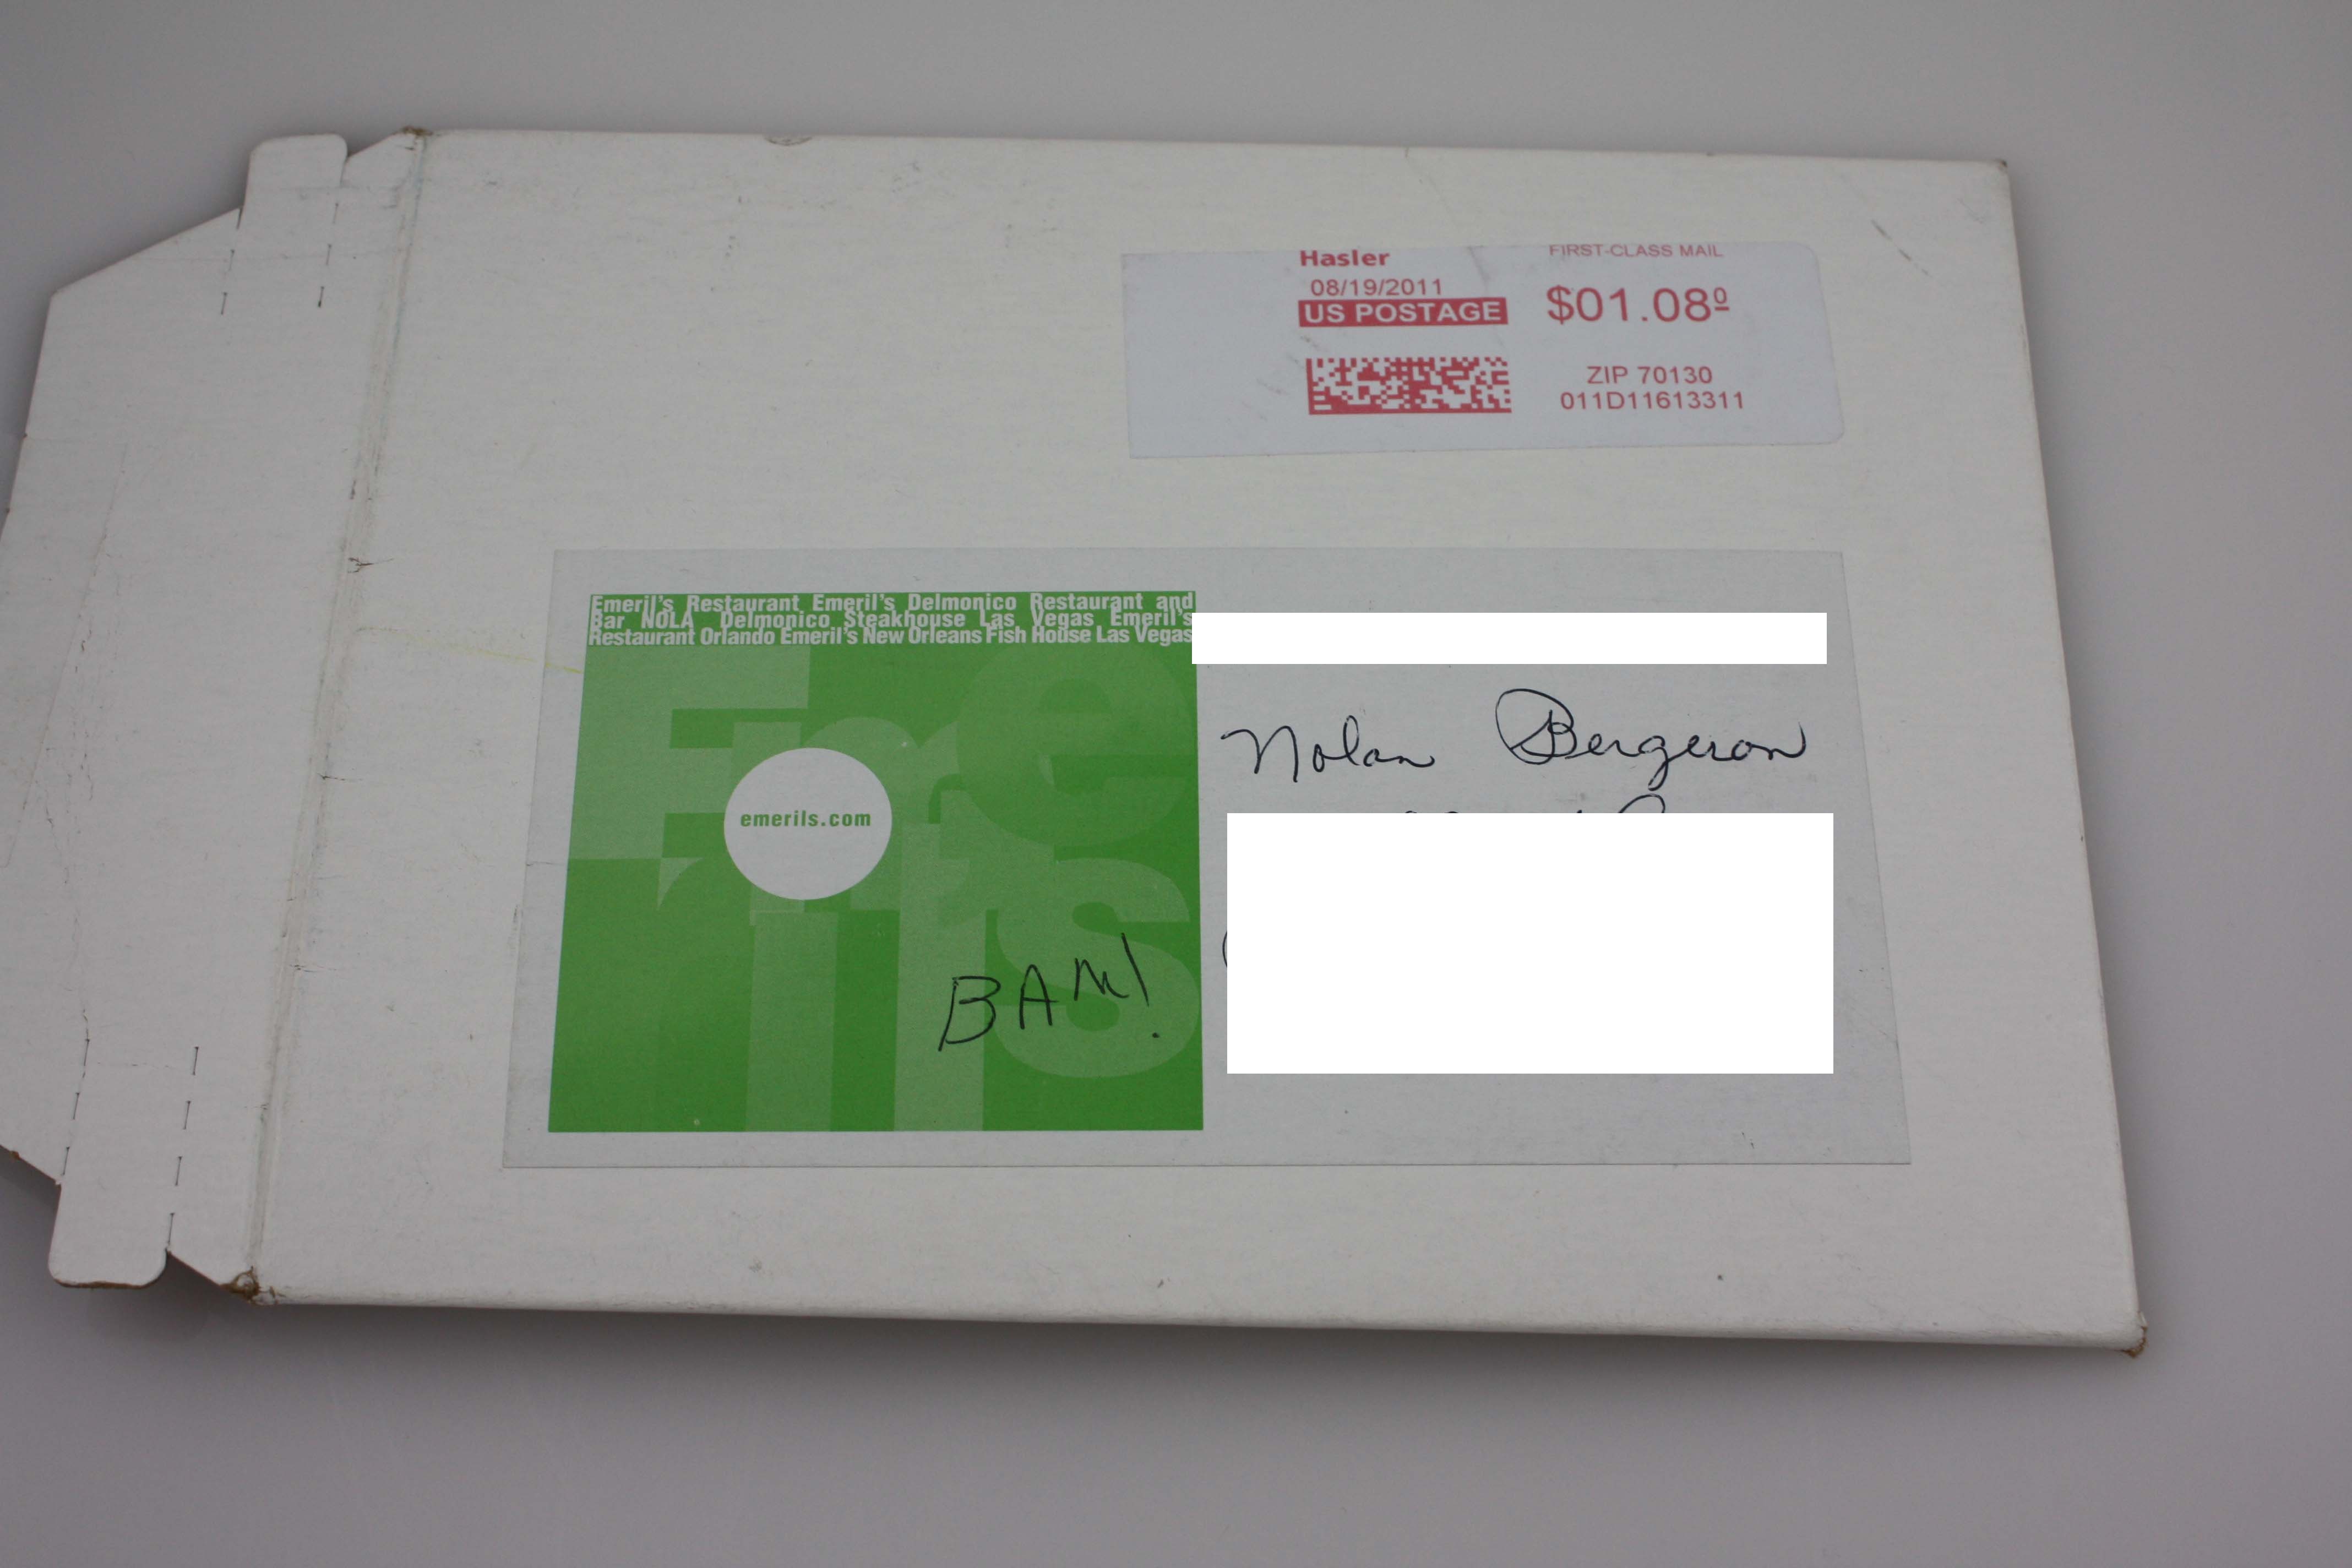 Hasler
FIRST-CLASS MAIL
08/19/2011
US POSTAGE
$01.08⁰
ZIP 70130
011D11613311
Emeril's Restaurant Emeril's Delmonico Restaurant and
Bar NOLA Delmonico Steakhouse Las Vegas Emeril's
Restaurant Orlando Emeril's New Orleans Fish House Las Vegas
Emerils
emerils.com
BAM!
Nolan Bergeron